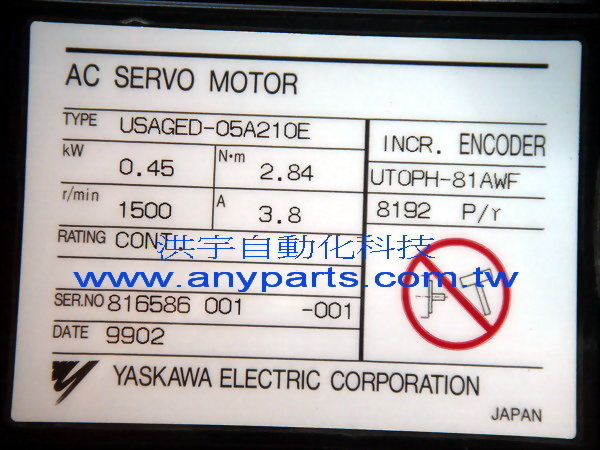 AC SERVO MOTOR
TYPE USAGED-05A210E
kW 0.45 N·m 2.84
r/min 1500 A 3.8
RATING CONT.
SER.NO 816586 001 -001
DATE 9902
INCR. ENCODER
UTOPH-81AWF
8192 P/r
洪宇自動化科技
www.anyparts.com.tw
YASKAWA ELECTRIC CORPORATION
JAPAN